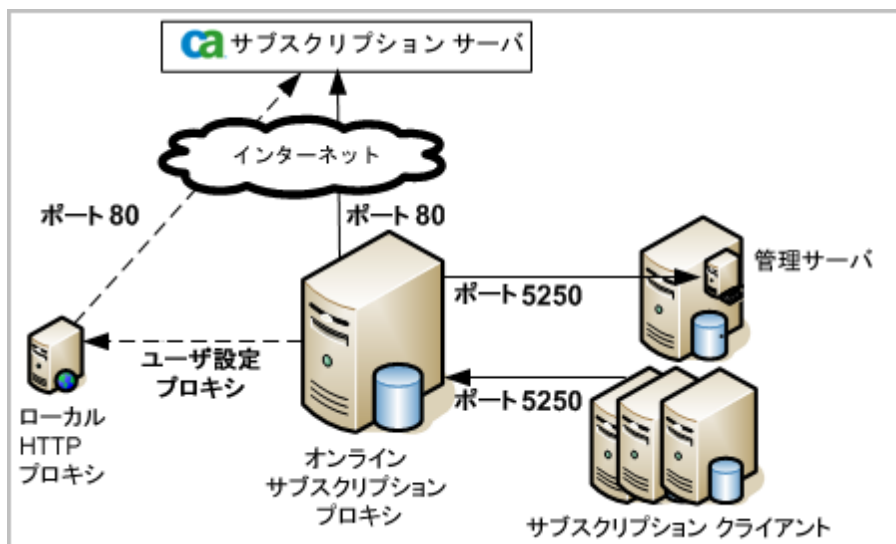 ca サブスクリプション サーバ
インターネット
ポート 80
ポート 80
管理サーバ
ポート 5250
ユーザ設定
プロキシ
ポート 5250
ローカル
HTTP
プロキシ
オンライン
サブスクリプション
プロキシ
サブスクリプション クライアント